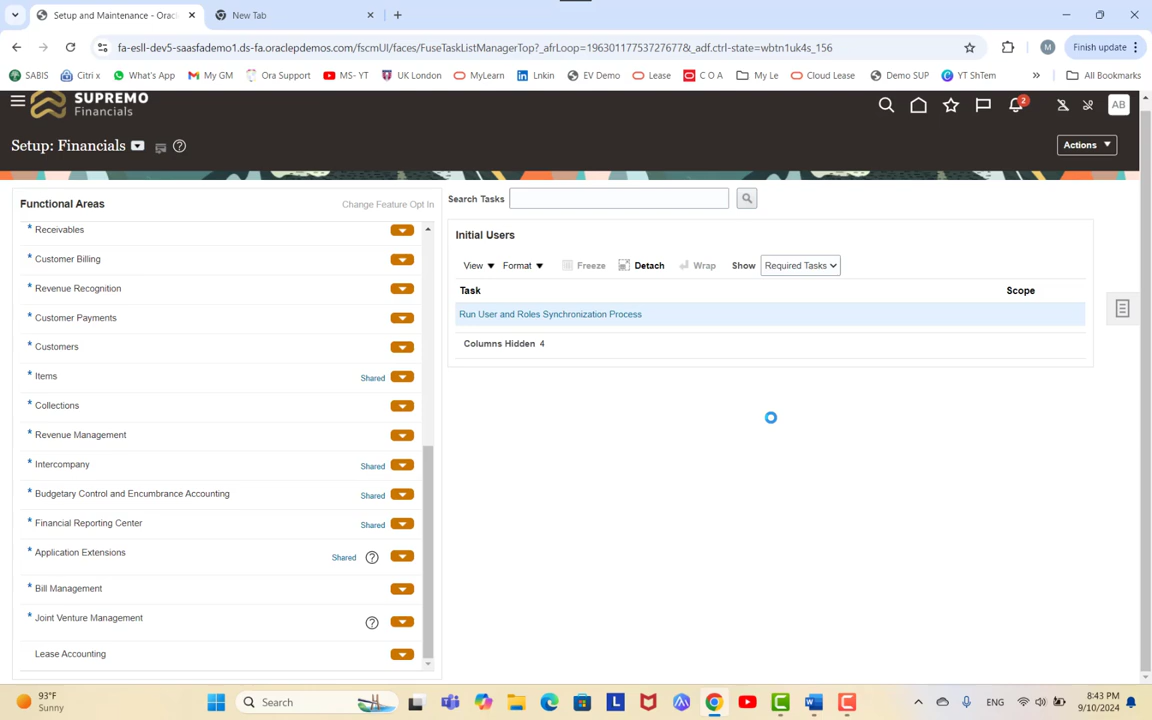 Setup and Maintenance - Orac
New Tab
fa-esll-dev5-saasfademo1.ds-fa.oraclepdemos.com/fscmUI/faces/FuseTaskListManagerTop?_afrLoop=196301177537276778&_adf.ctrl-state=wbtn1uk4s_156
M
Finish update
SABIS
Citri x
What's App
My GM
Ora Support
MS- YT
UK London
MyLearn
Lnkin
EV Demo
Lease
C O A
My Le
Cloud Lease
Demo SUP
YT ShTem
All Bookmarks
SUPREMO
Financials
2
AB
Setup: Financials
Actions
Functional Areas
Change Feature Opt In
Search Tasks
Receivables
Customer Billing
Revenue Recognition
Customer Payments
Customers
Items
Shared
Collections
Revenue Management
Intercompany
Shared
Budgetary Control and Encumbrance Accounting
Shared
Financial Reporting Center
Shared
Application Extensions
Shared
Bill Management
Joint Venture Management
Lease Accounting
Initial Users
View
Format
Freeze
Detach
Wrap
Show
Required Tasks
Task
Scope
Run User and Roles Synchronization Process
Columns Hidden 4
93°F
Sunny
Search
ENG
8:43 PM
9/10/2024